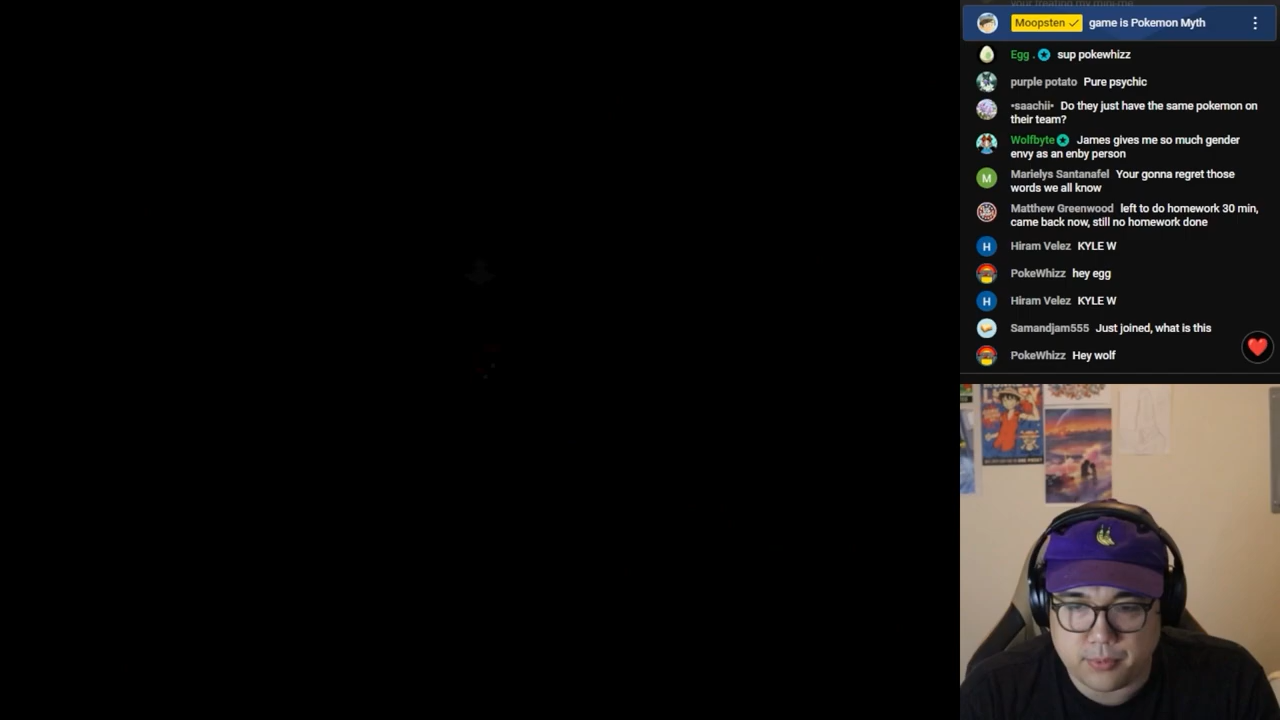 Moopsten game is Pokemon Myth
Egg . sup pokewhizz
purple potato Pure psychic
•saachii• Do they just have the same pokemon on
their team?
Wolfbyte James gives me so much gender
envy as an enby person
M Marielys Santanafel Your gonna regret those
words we all know
Matthew Greenwood left to do homework 30 min,
came back now, still no homework done
H Hiram Velez KYLE W
PokeWhizz hey egg
H Hiram Velez KYLE W
Samandjam555 Just joined, what is this
PokeWhizz Hey wolf